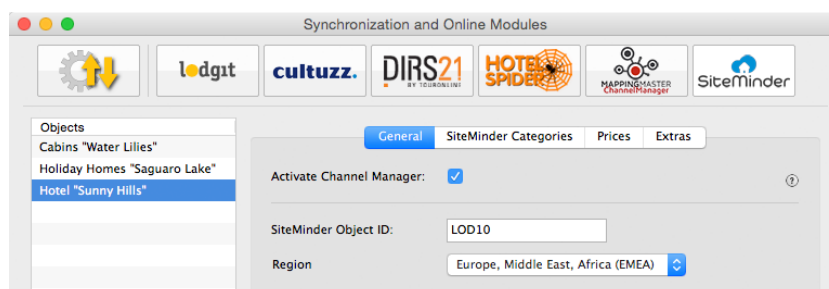 Synchronization and Online Modules
lodgit
cultuzz.
DIRS21
BY TOURONLINE
HOTEL
SPIDER
MAPPINGMASTER
ChannelManager
SiteMinder
Objects
Cabins "Water Lilies"
Holiday Homes "Saguaro Lake"
Hotel "Sunny Hills"
General SiteMinder Categories Prices Extras
Activate Channel Manager:
?
SiteMinder Object ID: LOD10
Region Europe, Middle East, Africa (EMEA)